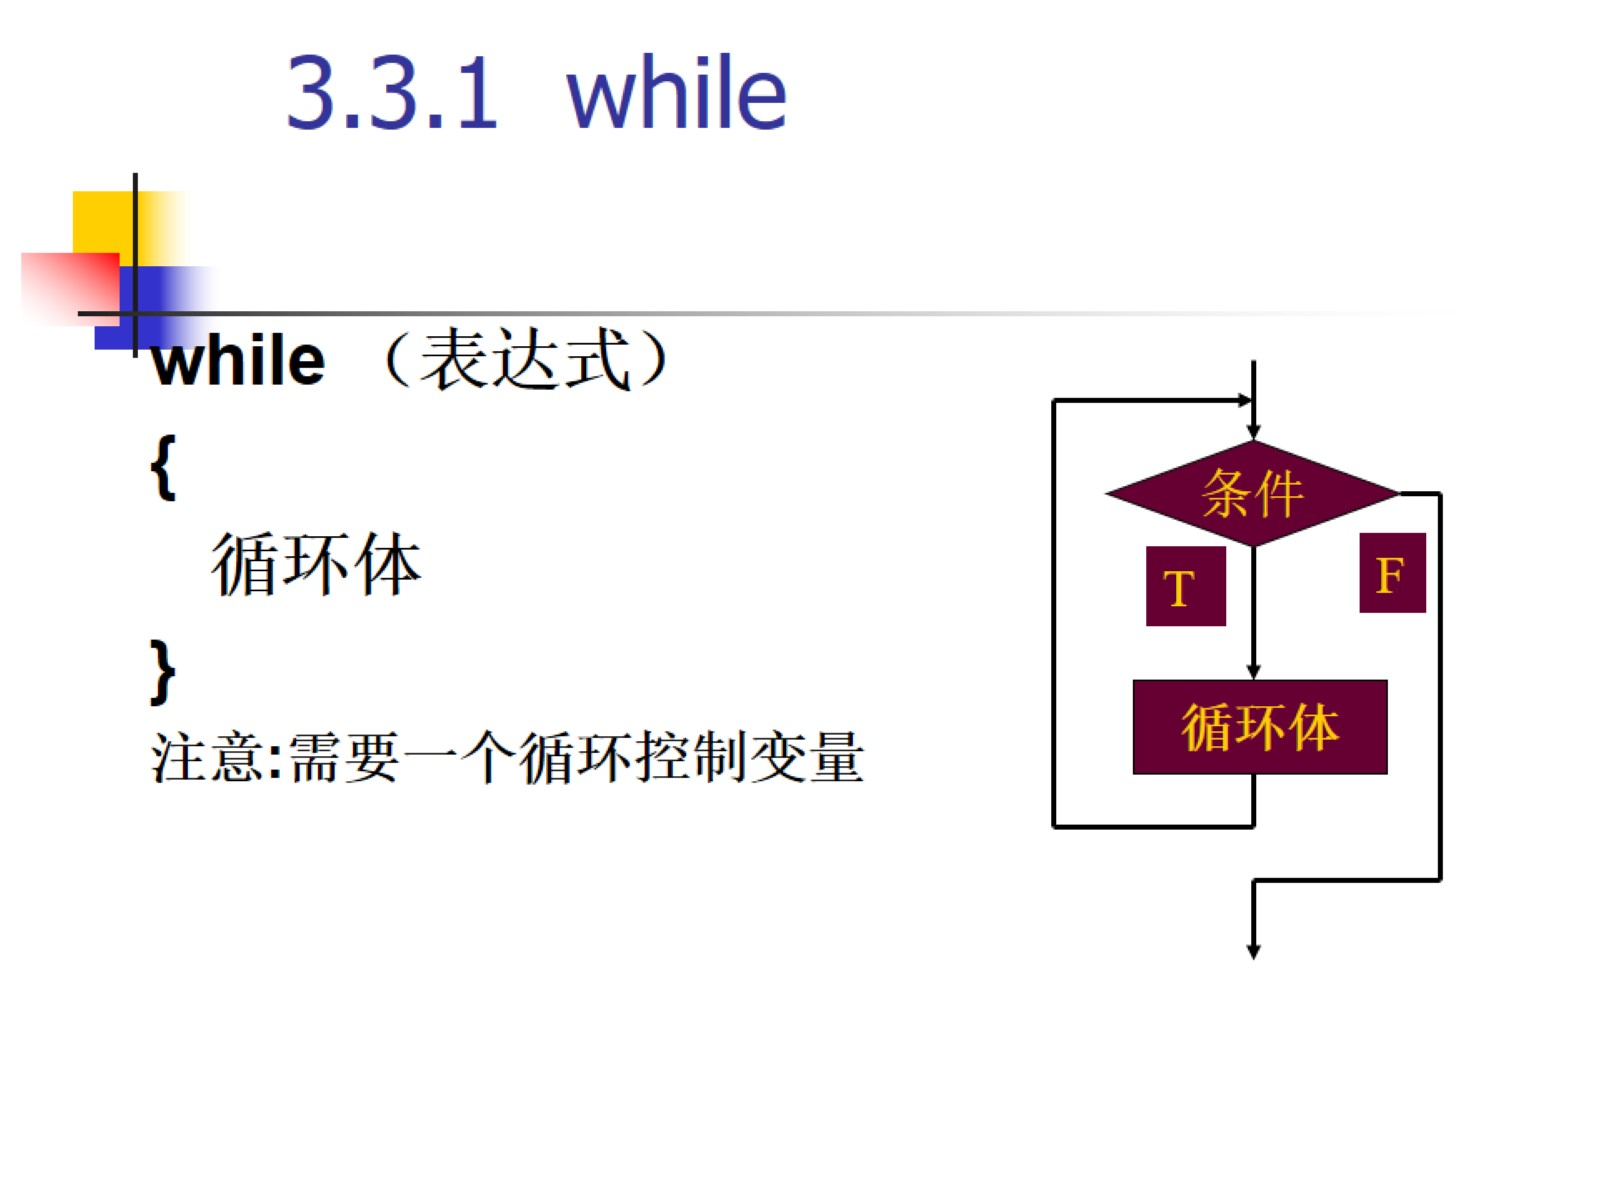 3.3.1 while
while （表达式）
{
循环体
}
注意:需要一个循环控制变量
条件
T
F
循环体